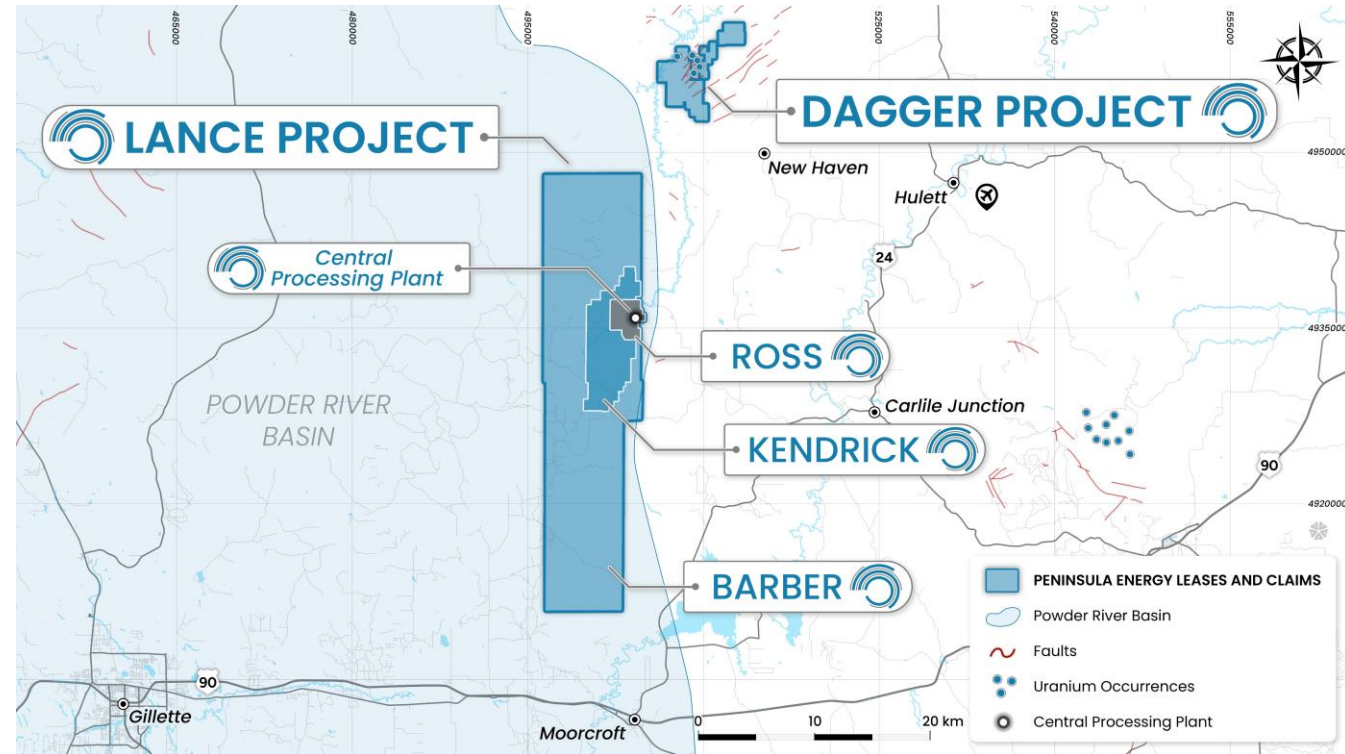 465000
480000
495000
525000
540000
555000
LANCE PROJECT
DAGGER PROJECT
4950000
New Haven
Hulett
Central
Processing Plant
24
4935000
ROSS
POWDER RIVER
BASIN
Carlile Junction
KENDRICK
90
4920000
BARBER
PENINSULA ENERGY LEASES AND CLAIMS
Powder River Basin
Faults
Uranium Occurrences
Central Processing Plant
90
Gillette
Moorcroft
0 10 20 km